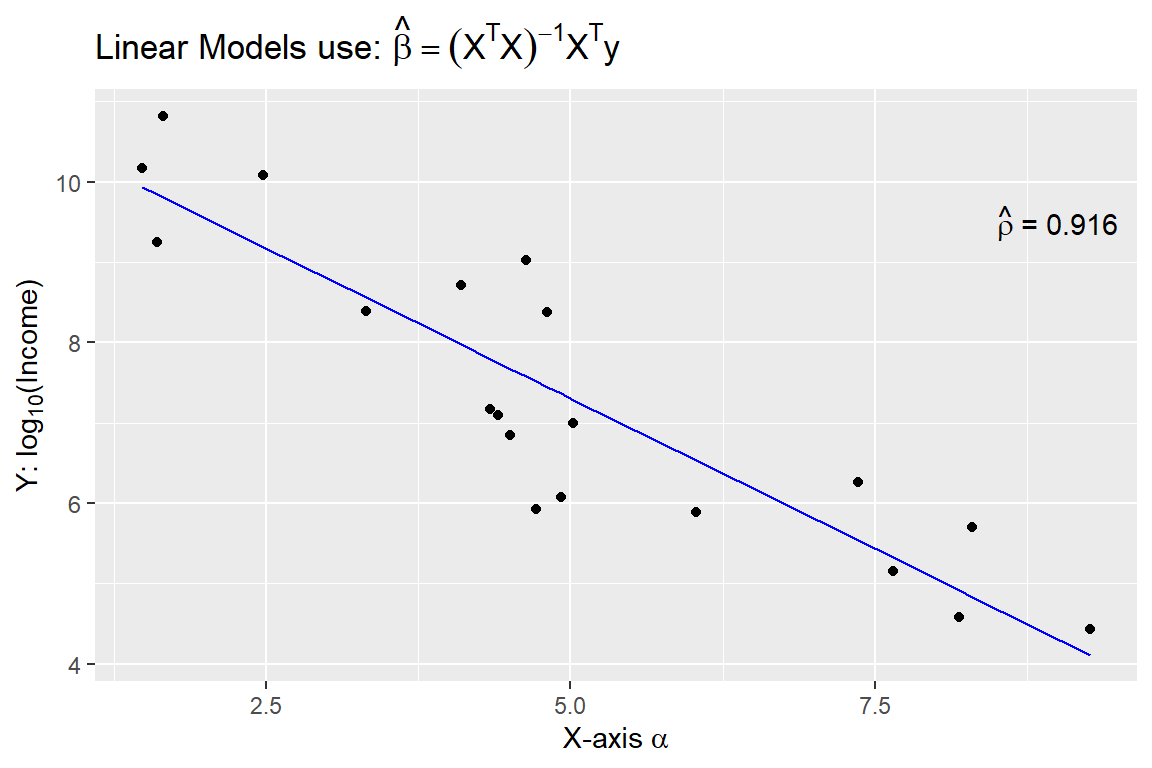 Linear Models use: β̂ = (XᵀX)⁻¹Xᵀy
10
8
6
4
ρ̂ = 0.916
Y: log₁₀(Income)
2.5 5.0 7.5
X-axis α